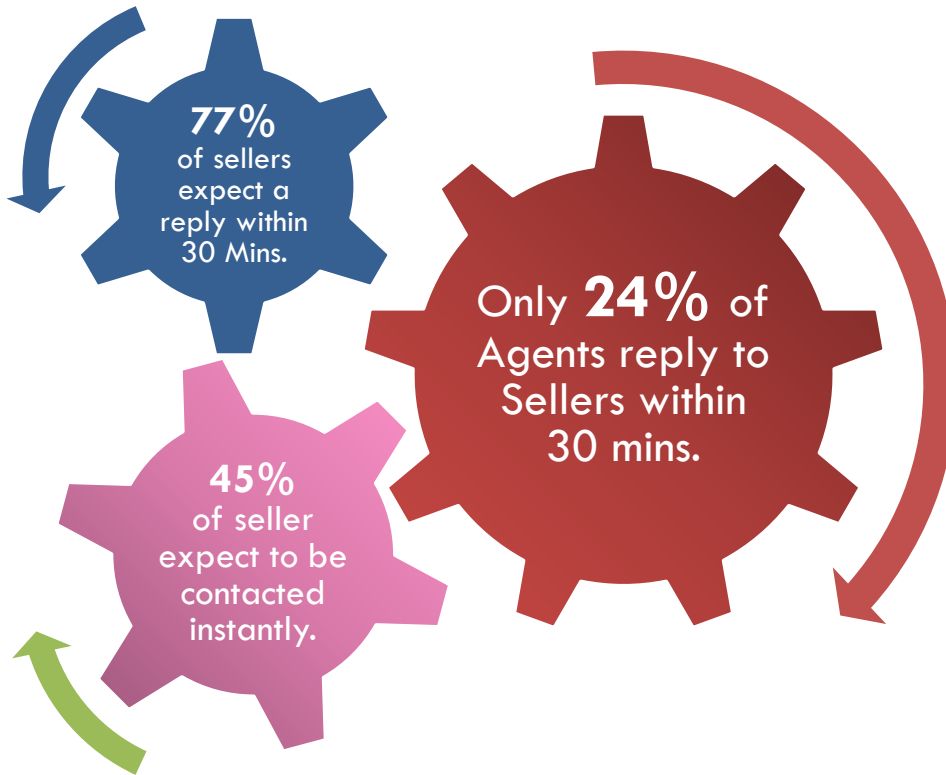 77%
of sellers
expect a
reply within
30 Mins.
Only 24% of
Agents reply to
Sellers within
30 mins.
45%
of seller
expect to be
contacted
instantly.